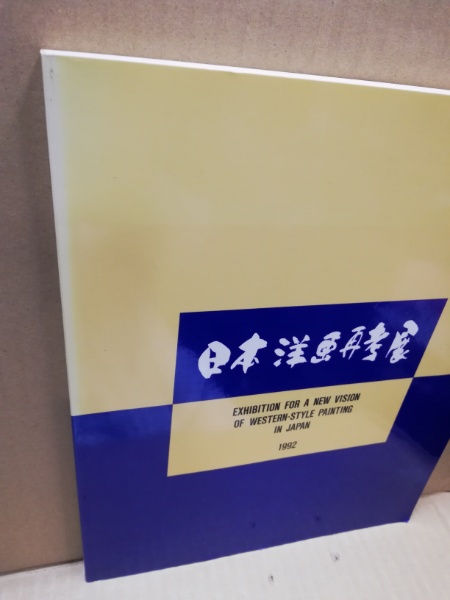 日本洋画再考展
EXHIBITION FOR A NEW VISION
OF WESTERN-STYLE PAINTING
IN JAPAN
1992